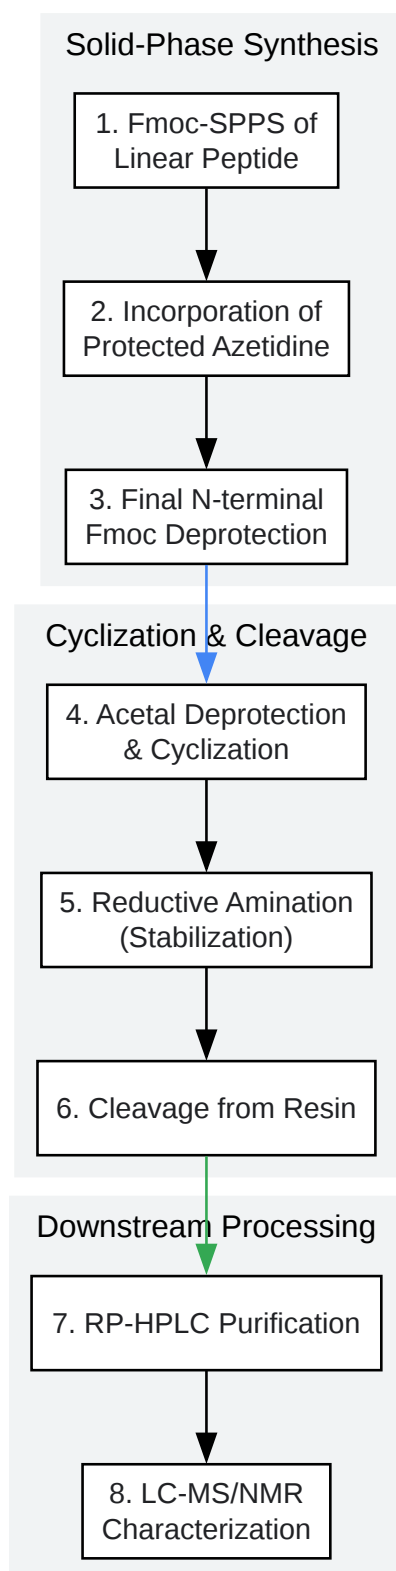 Solid-Phase Synthesis
1. Fmoc-SPPS of
Linear Peptide
2. Incorporation of
Protected Azetidine
3. Final N-terminal
Fmoc Deprotection
Cyclization & Cleavage
4. Acetal Deprotection
& Cyclization
5. Reductive Amination
(Stabilization)
6. Cleavage from Resin
Downstream Processing
7. RP-HPLC Purification
8. LC-MS/NMR
Characterization